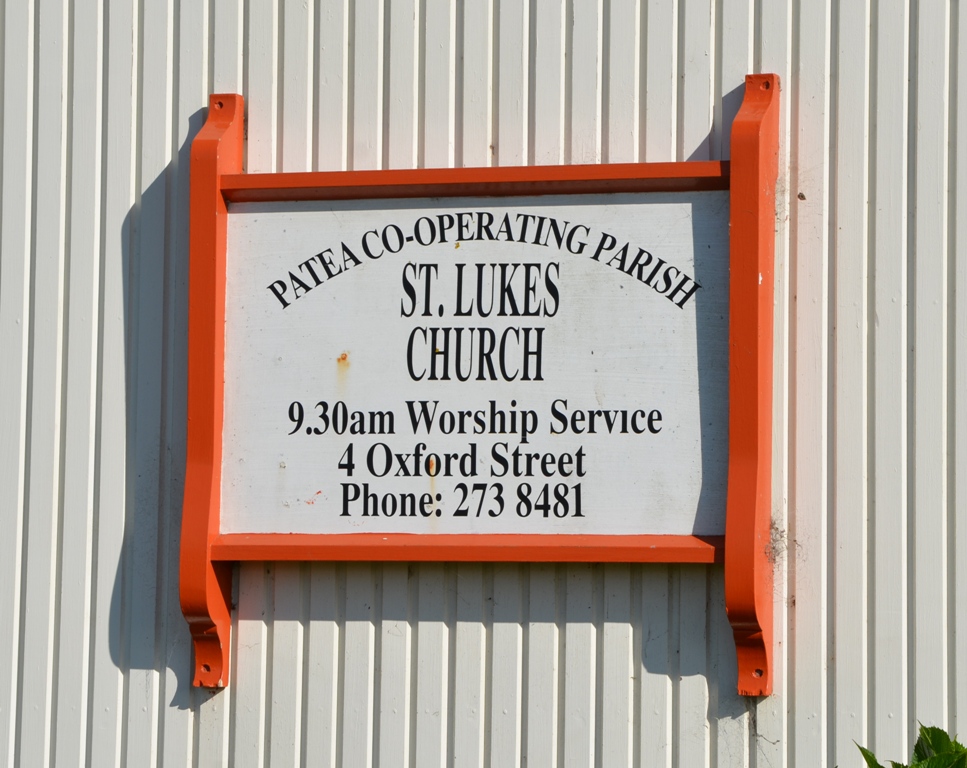 PATEA CO-OPERATING PARISH
ST. LUKES
CHURCH
9.30am Worship Service
4 Oxford Street
Phone: 273 8481